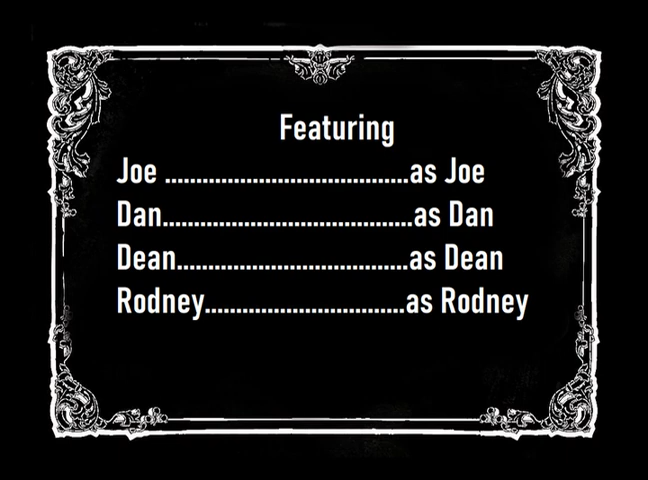 Featuring
Joe .......................................as Joe
Dan........................................as Dan
Dean.....................................as Dean
Rodney................................as Rodney